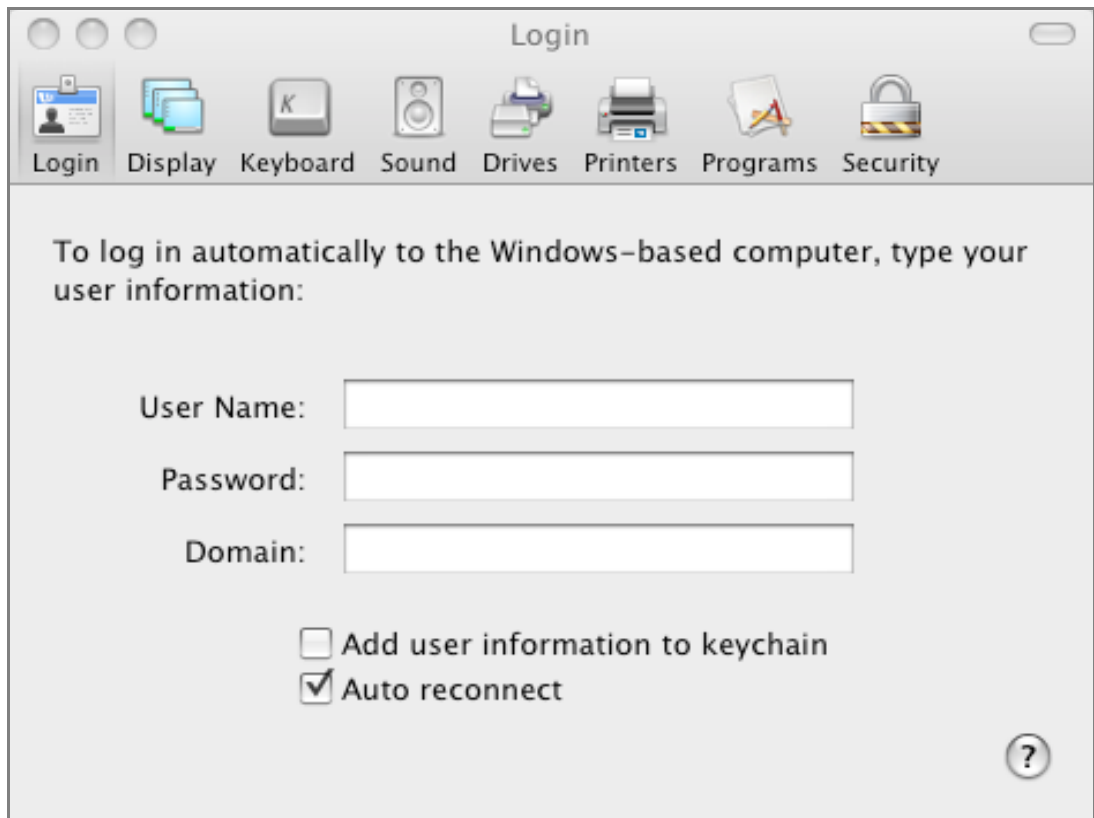 Login
Login Display Keyboard Sound Drives Printers Programs Security
K
To log in automatically to the Windows-based computer, type your
user information:
User Name:
Password:
Domain:
Add user information to keychain
Auto reconnect
?